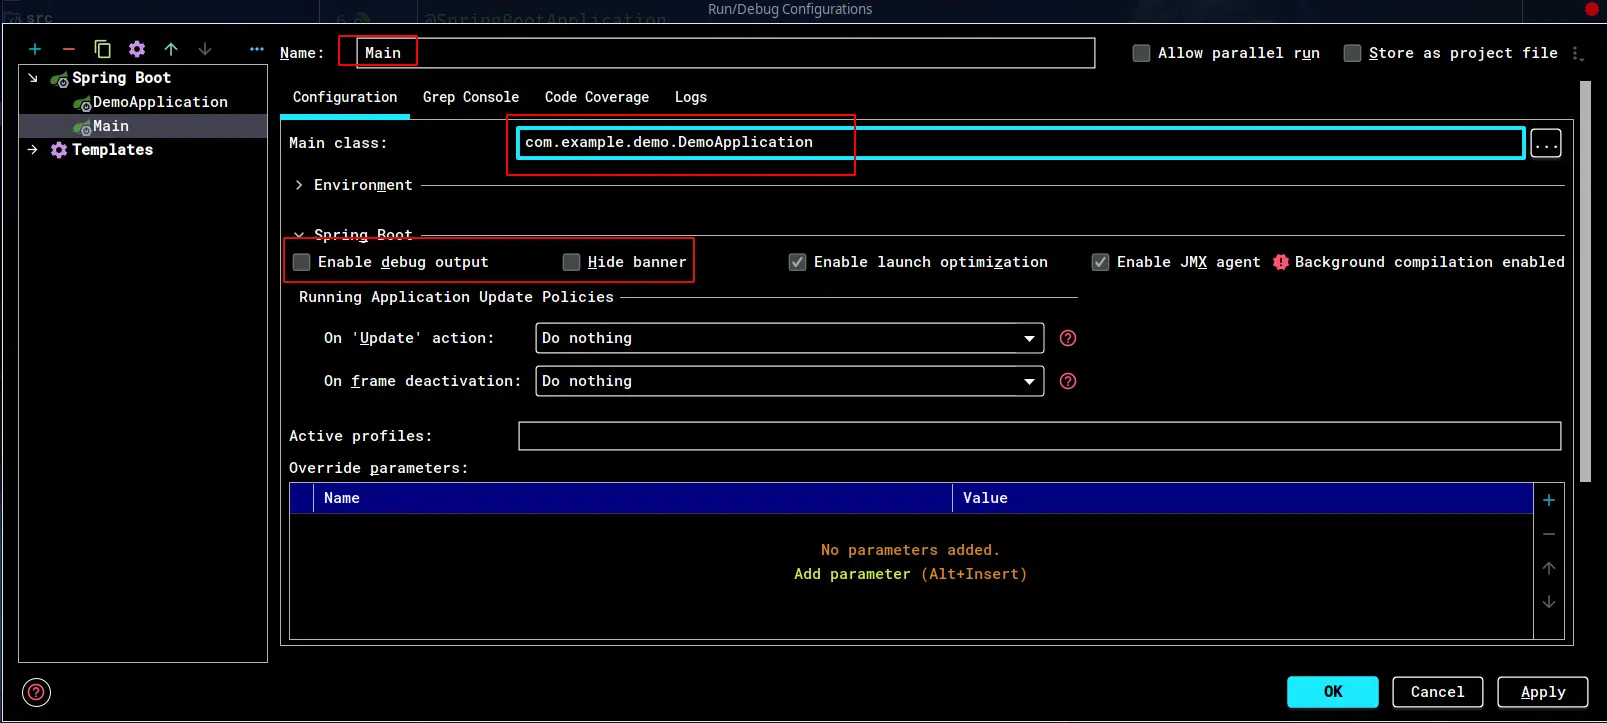 src
6
@SpringBootApplication
Run/Debug Configurations
Name: Main
Allow parallel run
Store as project file
Spring Boot
DemoApplication
Main
Templates
Configuration Grep Console Code Coverage Logs
Main class: com.example.demo.DemoApplication ...
Environment
Spring Boot
Enable debug output Hide banner Enable launch optimization Enable JMX agent Background compilation enabled
Running Application Update Policies
On 'Update' action: Do nothing ?
On frame deactivation: Do nothing ?
Active profiles:
Override parameters:
Name Value
No parameters added.
Add parameter (Alt+Insert)
? OK Cancel Apply